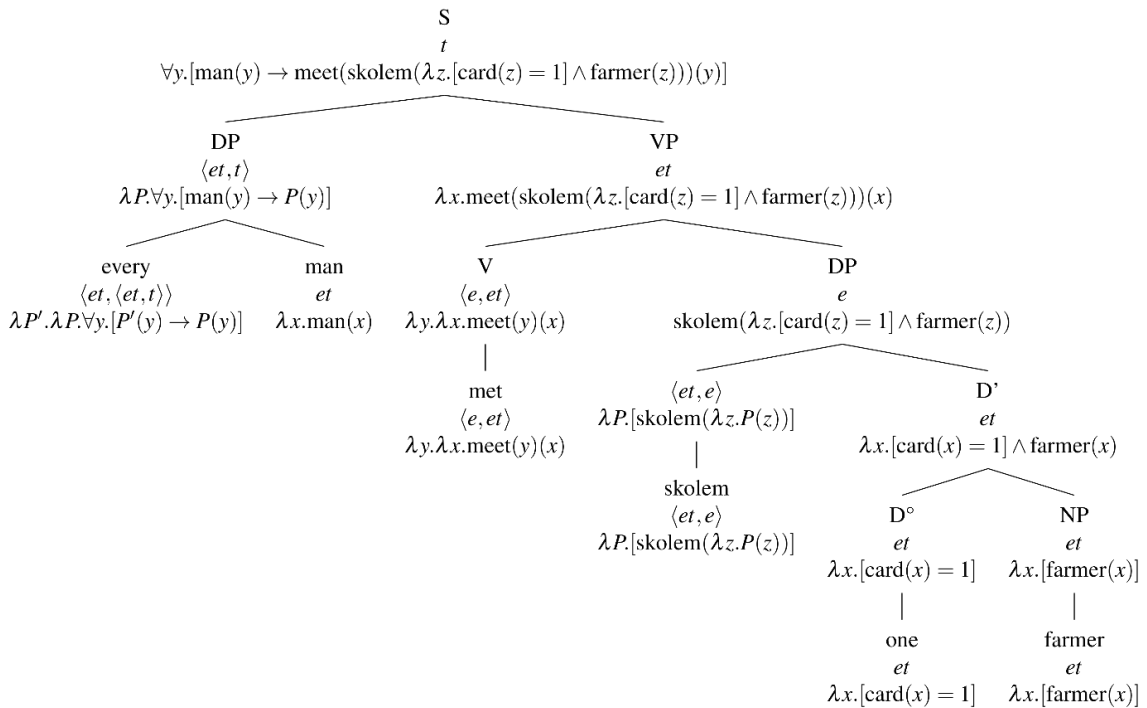 S
t
∀y.[man(y) → meet(skolem(λz.[card(z) = 1] ∧ farmer(z)))(y)]
DP VP
⟨et, t⟩ et
λP.∀y.[man(y) → P(y)] λx.meet(skolem(λz.[card(z) = 1] ∧ farmer(z)))(x)
every man V DP
⟨et, ⟨et, t⟩⟩ et ⟨e, et⟩ e
λP′.λP.∀y.[P′(y) → P(y)] λx.man(x) λy.λx.meet(y)(x) skolem(λz.[card(z) = 1] ∧ farmer(z))
met ⟨et, e⟩ D’
⟨e, et⟩ λP.[skolem(λz.P(z))] et
λy.λx.meet(y)(x) λx.[card(x) = 1] ∧ farmer(x)
skolem D° NP
⟨et, e⟩ et et
λP.[skolem(λz.P(z))] λx.[card(x) = 1] λx.[farmer(x)]
one farmer
et et
λx.[card(x) = 1] λx.[farmer(x)]